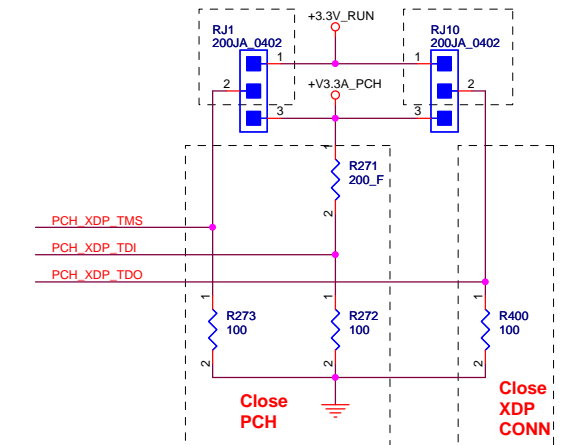 +3.3V_RUN
RJ1
200JA_0402
RJ10
200JA_0402
1
1
2
+V3.3A_PCH
2
3
3
1
R271
200_F
2
PCH_XDP_TMS
PCH_XDP_TDI
PCH_XDP_TDO
1
1
1
R273
100
R272
100
R400
100
2
2
2
Close
PCH
Close
XDP
CONN